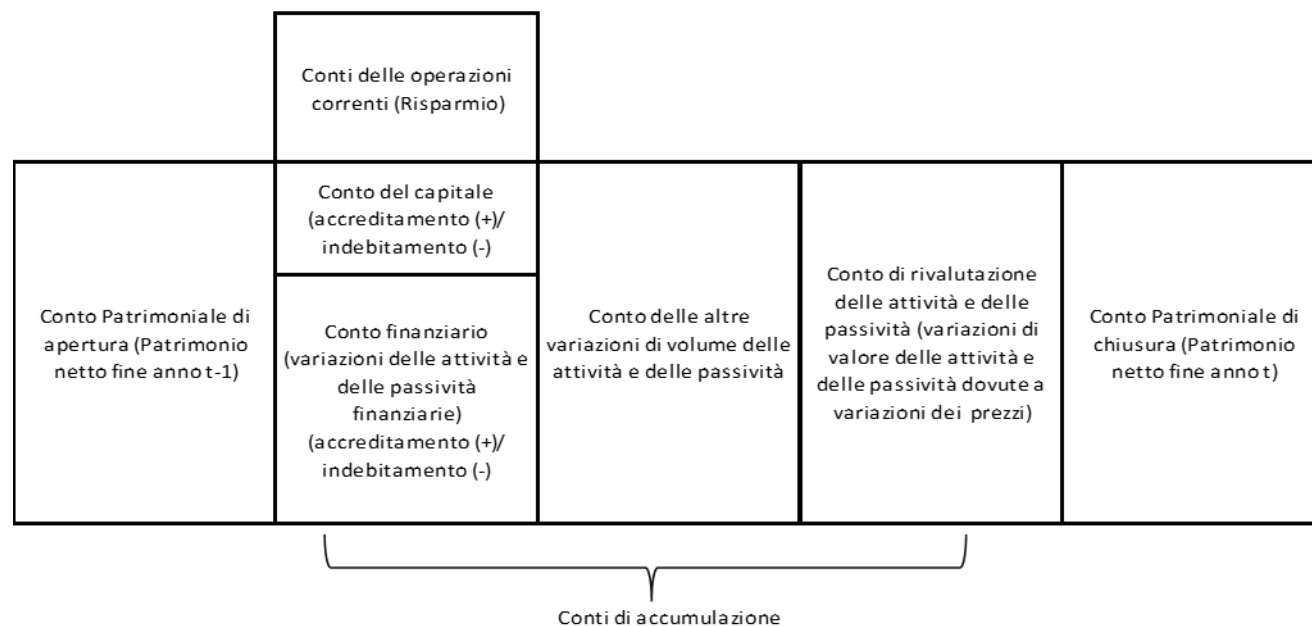 Conti delle operazioni
correnti (Risparmio)
Conto Patrimoniale di
apertura (Patrimonio
netto fine anno t-1)
Conto del capitale
(accreditamento (+)/
indebitamento (-)
Conto finanziario
(variazioni delle attività e
delle passività
finanziarie)
(accreditamento (+)/
indebitamento (-)
Conto delle altre
variazioni di volume delle
attività e delle passività
Conto di rivalutazione
delle attività e delle
passività (variazioni di
valore delle attività e
delle passività dovute a
variazioni dei prezzi)
Conto Patrimoniale di
chiusura (Patrimonio
netto fine anno t)
Conti di accumulazione